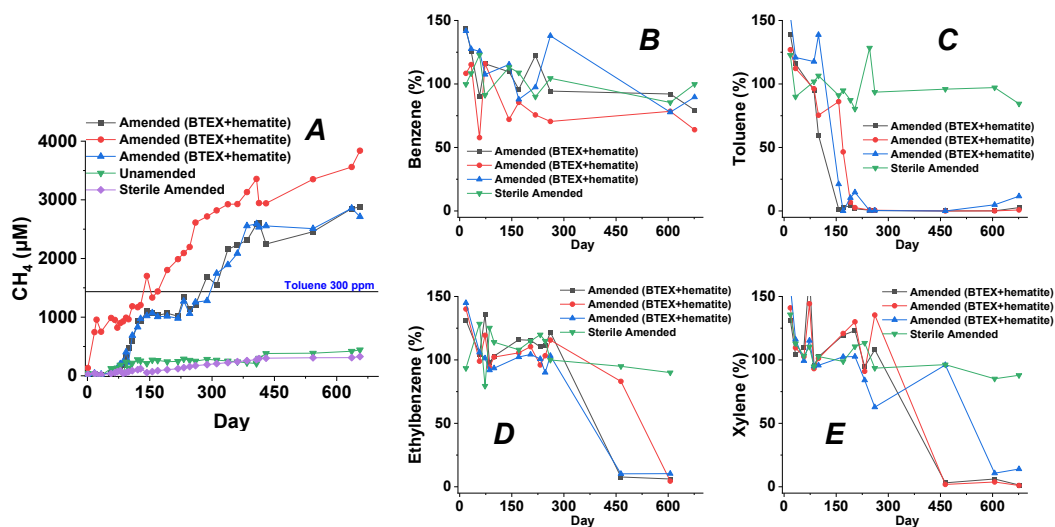 A
Amended (BTEX+hematite)
Amended (BTEX+hematite)
Amended (BTEX+hematite)
Unamended
Sterile Amended
Toluene 300 ppm
CH4 (µM)
4000
3000
2000
1000
0
0 150 300 450 600
Day
B
Benzene (%)
150
100
50
0
Amended (BTEX+hematite)
Amended (BTEX+hematite)
Amended (BTEX+hematite)
Sterile Amended
0 150 300 450 600
Day
C
Toluene (%)
150
100
50
0
Amended (BTEX+hematite)
Amended (BTEX+hematite)
Amended (BTEX+hematite)
Sterile Amended
0 150 300 450 600
Day
D
Ethylbenzene (%)
150
100
50
0
Amended (BTEX+hematite)
Amended (BTEX+hematite)
Amended (BTEX+hematite)
Sterile Amended
0 150 300 450 600
Day
E
Xylene (%)
150
100
50
0
Amended (BTEX+hematite)
Amended (BTEX+hematite)
Amended (BTEX+hematite)
Sterile Amended
0 150 300 450 600
Day